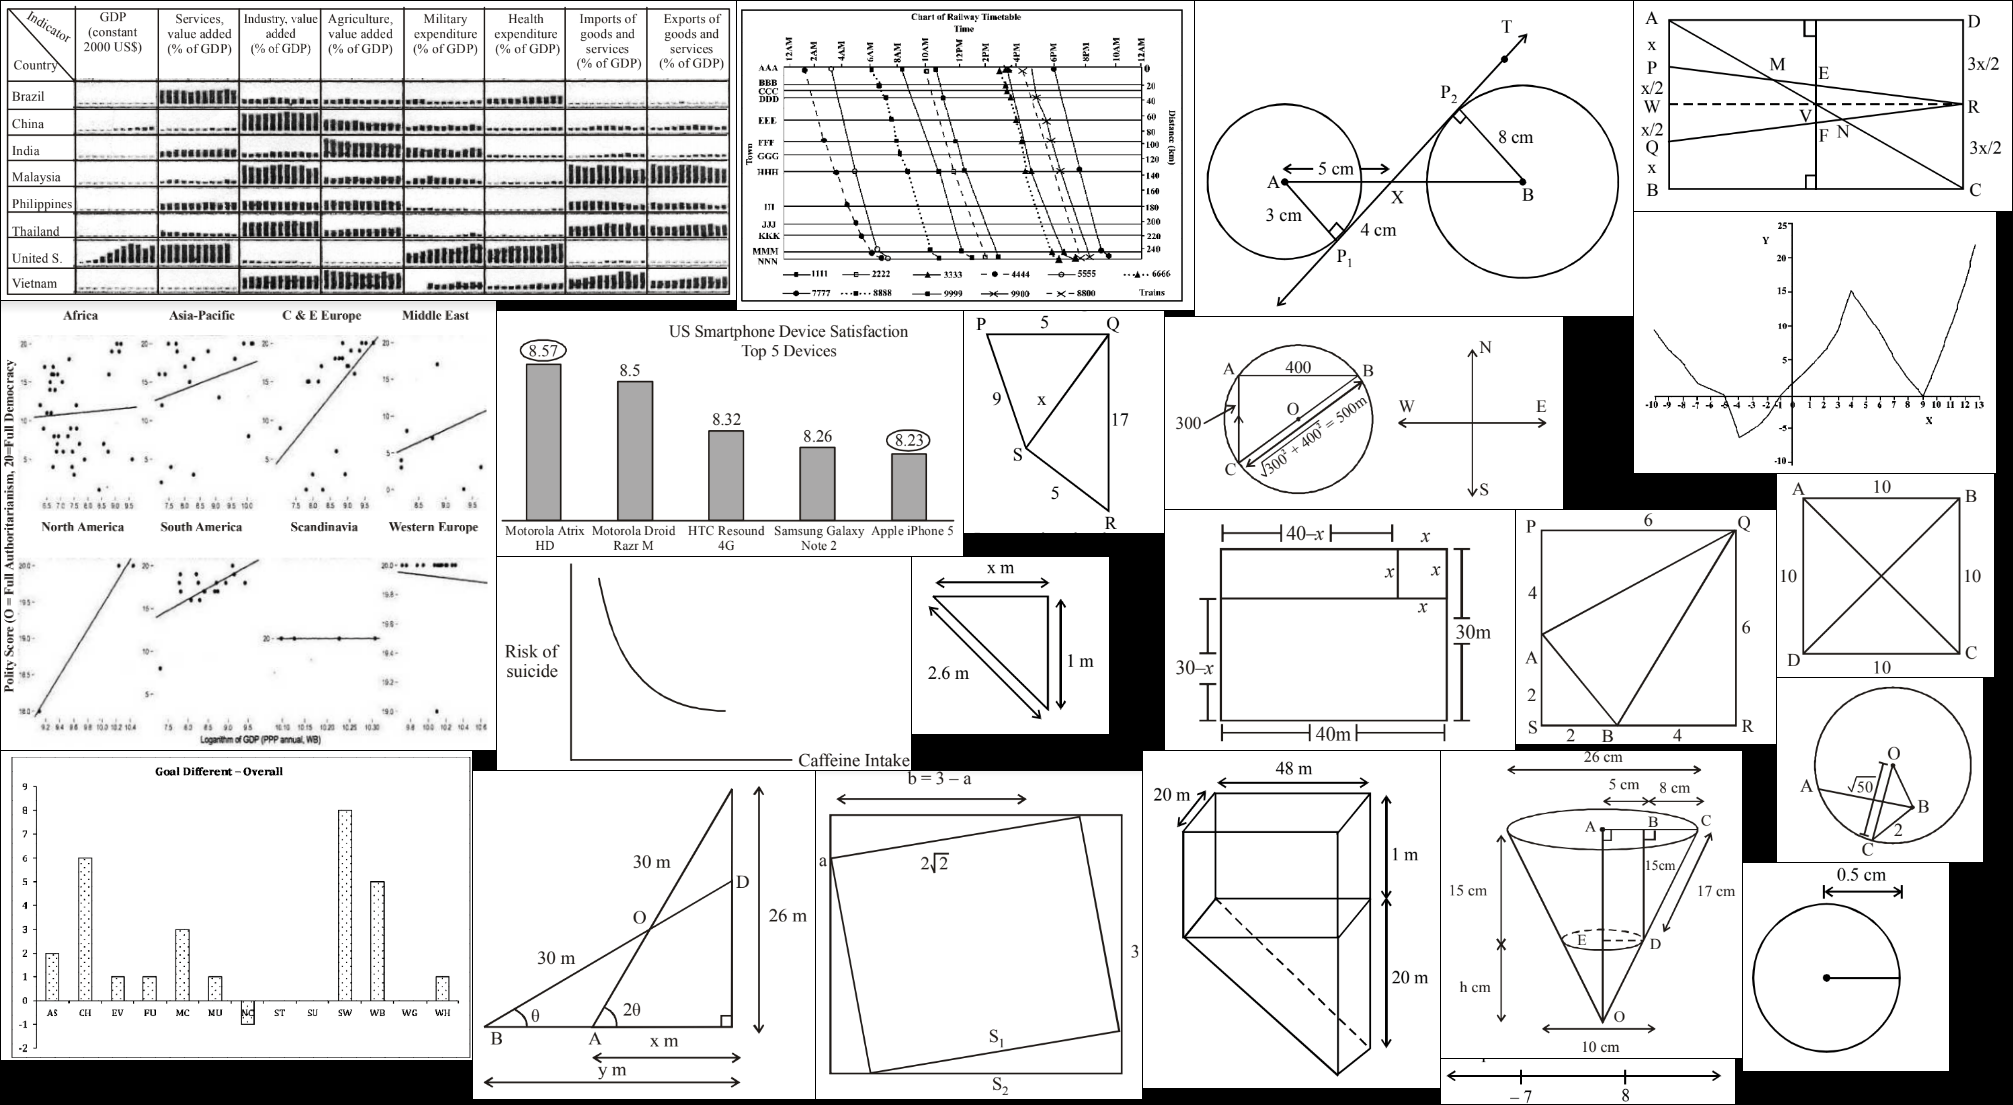 Indicator
Country
GDP
(constant
2000 US$)
Services,
value added
(% of GDP)
Industry, value
added
(% of GDP)
Agriculture,
value added
(% of GDP)
Military
expenditure
(% of GDP)
Health
expenditure
(% of GDP)
Imports of
goods and
services
(% of GDP)
Exports of
goods and
services
(% of GDP)
Brazil
China
India
Malaysia
Philippines
Thailand
United S.
Vietnam
Chart of Railway Timetable
Time
12AM 2AM 4AM 6AM 8AM 10AM 12PM 2PM 4PM 6PM 8PM 10AM 12AM
AAA
BBB
CCC
DDD
EEE
FFF
GGG
HHH
III
JJJ
KKK
MMM
NNN
Town
0
20
40
60
80
100
120
140
160
180
200
220
240
Distance (km)
1111 2222 3333 4444 5555 6666
7777 8888 9999 9900 8800 Trains
T
P2
8 cm
5 cm
A
X
B
3 cm
4 cm
P1
A
D
x
P
M
E
3x/2
x/2
W
V
R
x/2
F
N
Q
3x/2
x
B
C
Y
25
20
15
10
5
-5
-10
-10 -9 -8 -7 -6 -5 -4 -3 -2 -1 0 1 2 3 4 5 6 7 8 9 10 11 12 13
X
Polity Score (O = Full Authoritarianism, 20=Full Democracy
Africa
Asia-Pacific
C & E Europe
Middle East
North America
South America
Scandinavia
Western Europe
Logarithm of GDP (PPP annual, WB)
US Smartphone Device Satisfaction
Top 5 Devices
8.57
8.5
8.32
8.26
8.23
Motorola Atrix
HD
Motorola Droid
Razr M
HTC Resound
4G
Samsung Galaxy
Note 2
Apple iPhone 5
P
5
Q
9
x
17
S
5
R
A
400
B
O
300
C
√300² + 400² = 500m
N
W
E
S
Risk of
suicide
Caffeine Intake
x m
2.6 m
1 m
40–x
x
x
x
x
30m
30–x
40m
P
6
Q
4
6
A
2
S
2
B
4
R
A
10
B
10
10
D
10
C
O
A
√50
B
2
C
Goal Different – Overall
9
8
7
6
5
4
3
2
1
0
-1
-2
AS CH EV FU MC MU NC ST SU SW WB WG WH
30 m
D
O
26 m
30 m
θ
2θ
B
A
x m
y m
b = 3 – a
a
2√2
3
S1
S2
48 m
20 m
1 m
20 m
26 cm
5 cm
8 cm
A
B
C
15cm
15 cm
17 cm
E
D
h cm
O
10 cm
0.5 cm
– 7
8